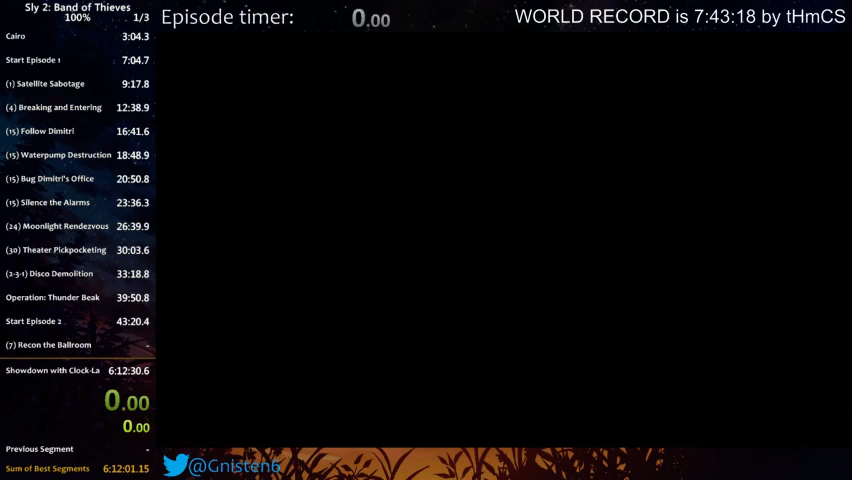 Sly 2: Band of Thieves
100% 1/3
Episode timer: 0.00
WORLD RECORD is 7:43:18 by tHmCS
Cairo 3:04.3
Start Episode 1 7:04.7
(1) Satellite Sabotage 9:17.8
(4) Breaking and Entering 12:38.9
(15) Follow Dimitri 16:41.6
(15) Waterpump Destruction 18:48.9
(15) Bug Dimitri's Office 20:50.8
(15) Silence the Alarms 23:36.3
(24) Moonlight Rendezvous 26:39.9
(30) Theater Pickpocketing 30:03.6
(2-3-1) Disco Demolition 33:18.8
Operation: Thunder Beak 39:50.8
Start Episode 2 43:20.4
(7) Recon the Ballroom -
Showdown with Clock-La 6:12:30.6
0.00
0.00
Previous Segment -
Sum of Best Segments 6:12:01.15
@Gnisten6